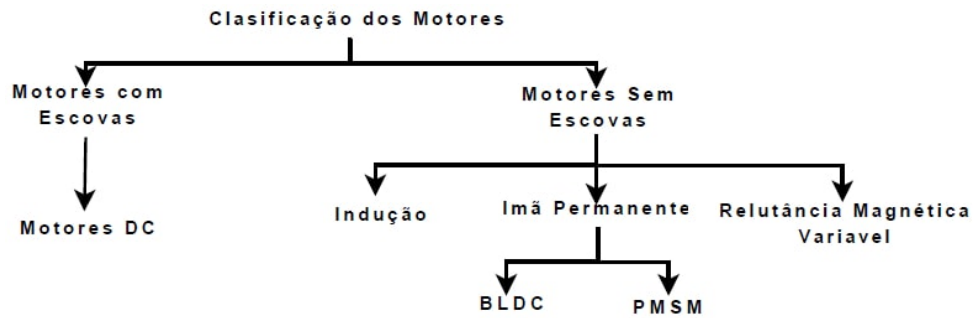 Clasificação dos Motores
Motores com
Escovas
Motores Sem
Escovas
Motores DC
Indução
Imã Permanente
Relutância Magnética
Variavel
BLDC
PMSM